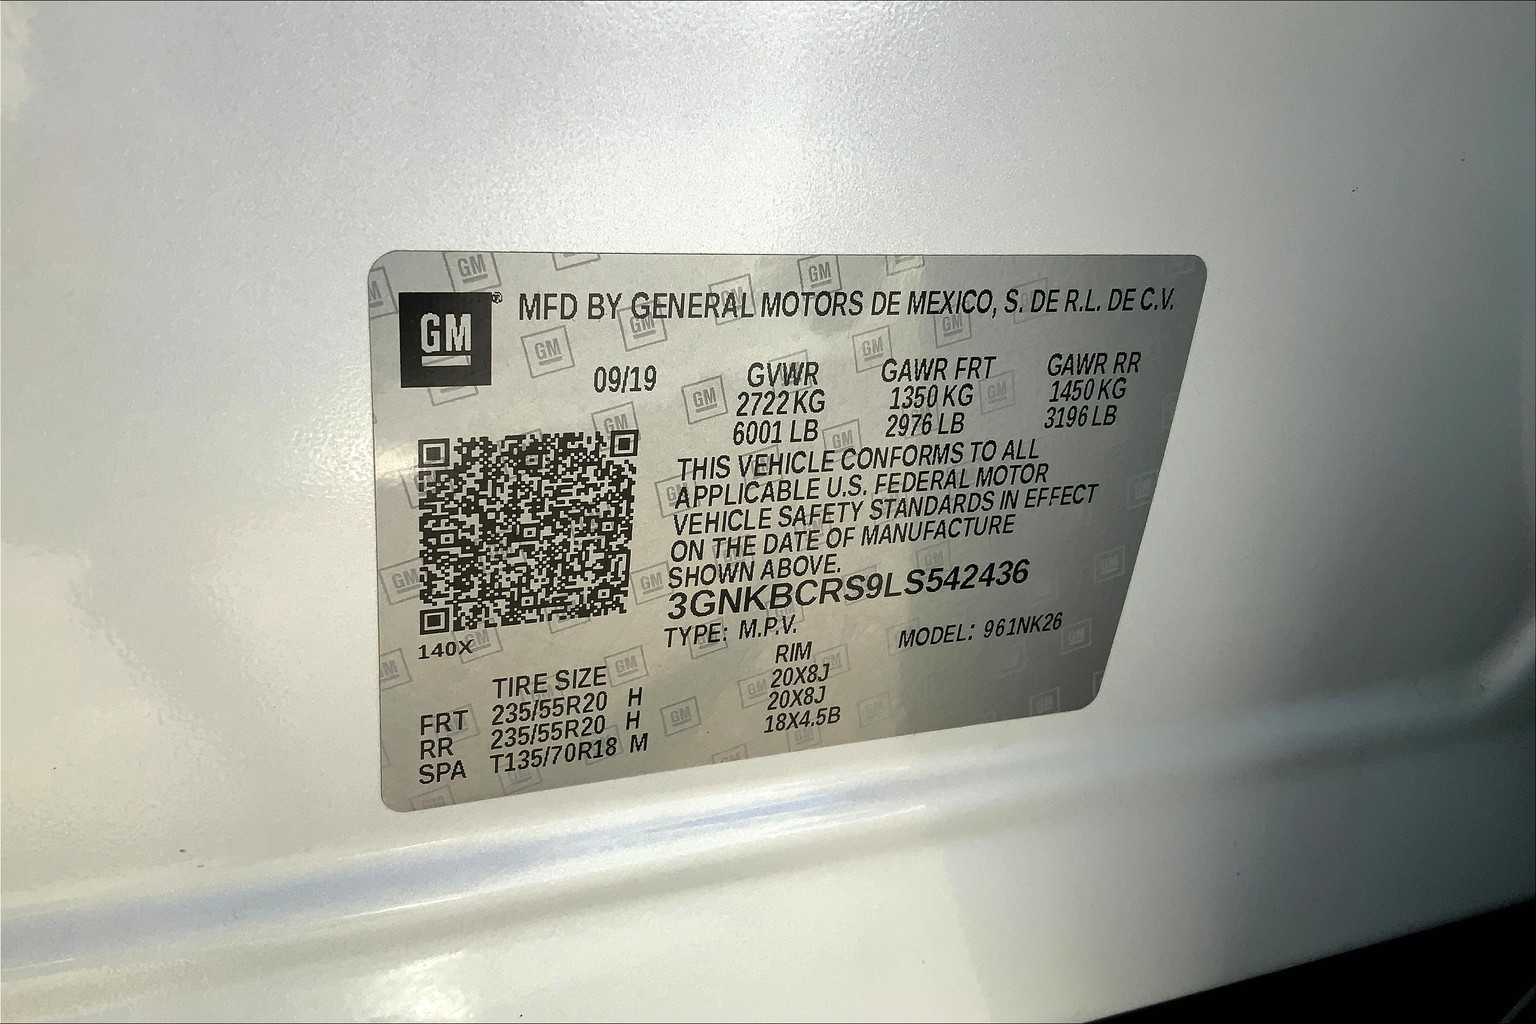 GM® MFD BY GENERAL MOTORS DE MEXICO, S. DE R.L. DE C.V.
09/19 GVWR GAWR FRT GAWR RR
2722 KG 1350 KG 1450 KG
6001 LB 2976 LB 3196 LB
THIS VEHICLE CONFORMS TO ALL
APPLICABLE U.S. FEDERAL MOTOR
VEHICLE SAFETY STANDARDS IN EFFECT
ON THE DATE OF MANUFACTURE
SHOWN ABOVE.
3GNKBCRS9LS542436
140X TYPE: M.P.V. MODEL: 961NK26
TIRE SIZE RIM
FRT 235/55R20 H 20X8J
RR 235/55R20 H 20X8J
SPA T135/70R18 M 18X4.5B